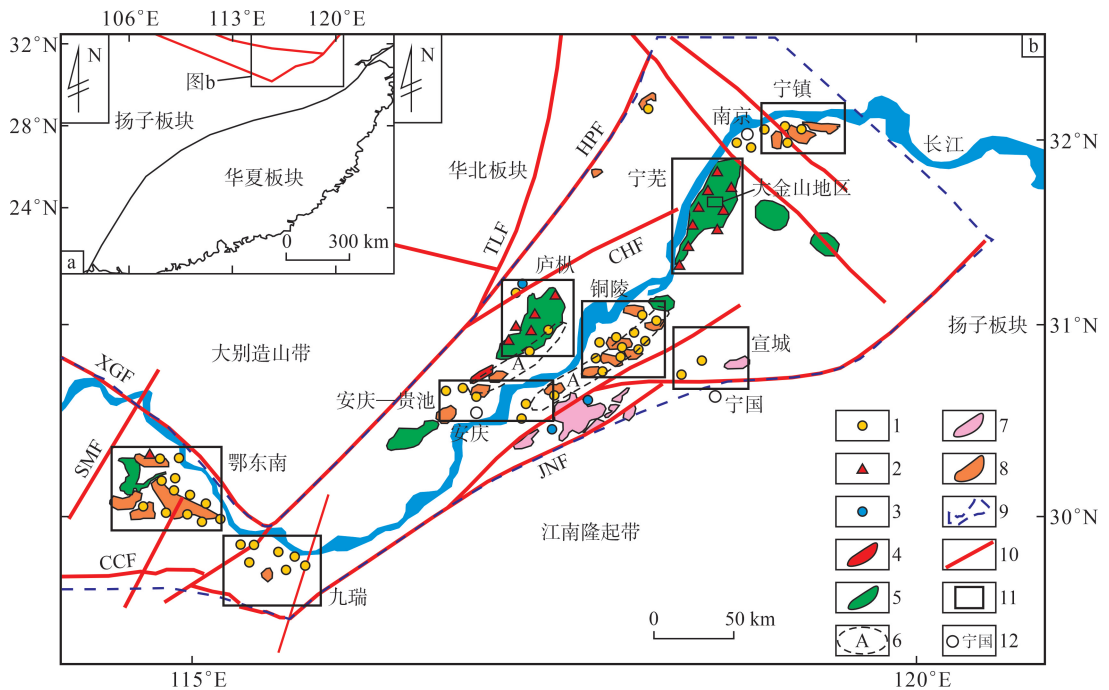 106°E 113°E 120°E
32°N
28°N
24°N
N
图b
扬子板块
华夏板块
0 300 km
a
N
b
华北板块
HPF
TLF
CHF
南京
宁镇
长江
32°N
宁芜
大金山地区
庐枞
铜陵
31°N
扬子板块
宣城
宁国
大别造山带
XGF
A
A
安庆—贵池
安庆
JNF
SMF
鄂东南
江南隆起带
30°N
CCF
九瑞
0 50 km
1
2
3
4
5
A 6
7
8
9
10
11
宁国 12
115°E 120°E